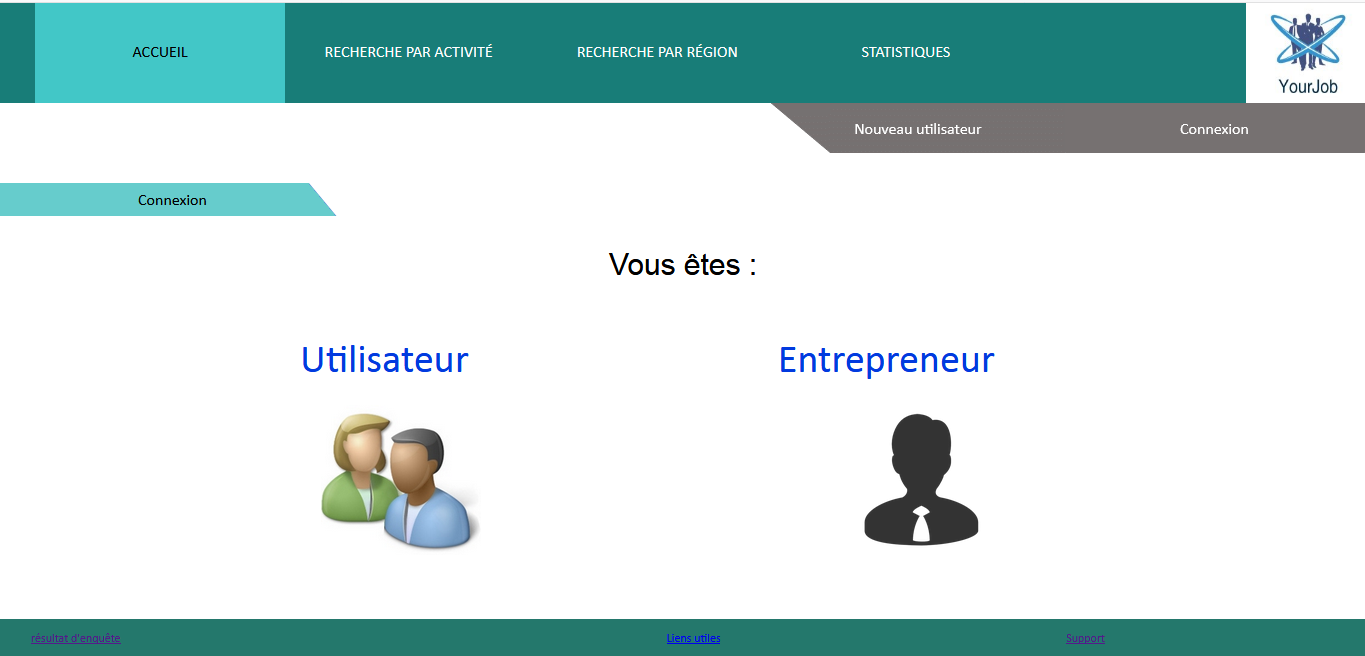 ACCUEIL
RECHERCHE PAR ACTIVITÉ
RECHERCHE PAR RÉGION
STATISTIQUES
YourJob
Nouveau utilisateur
Connexion
Connexion
Vous êtes :
Utilisateur
Entrepreneur
résultat d'enquête
Liens utiles
Support